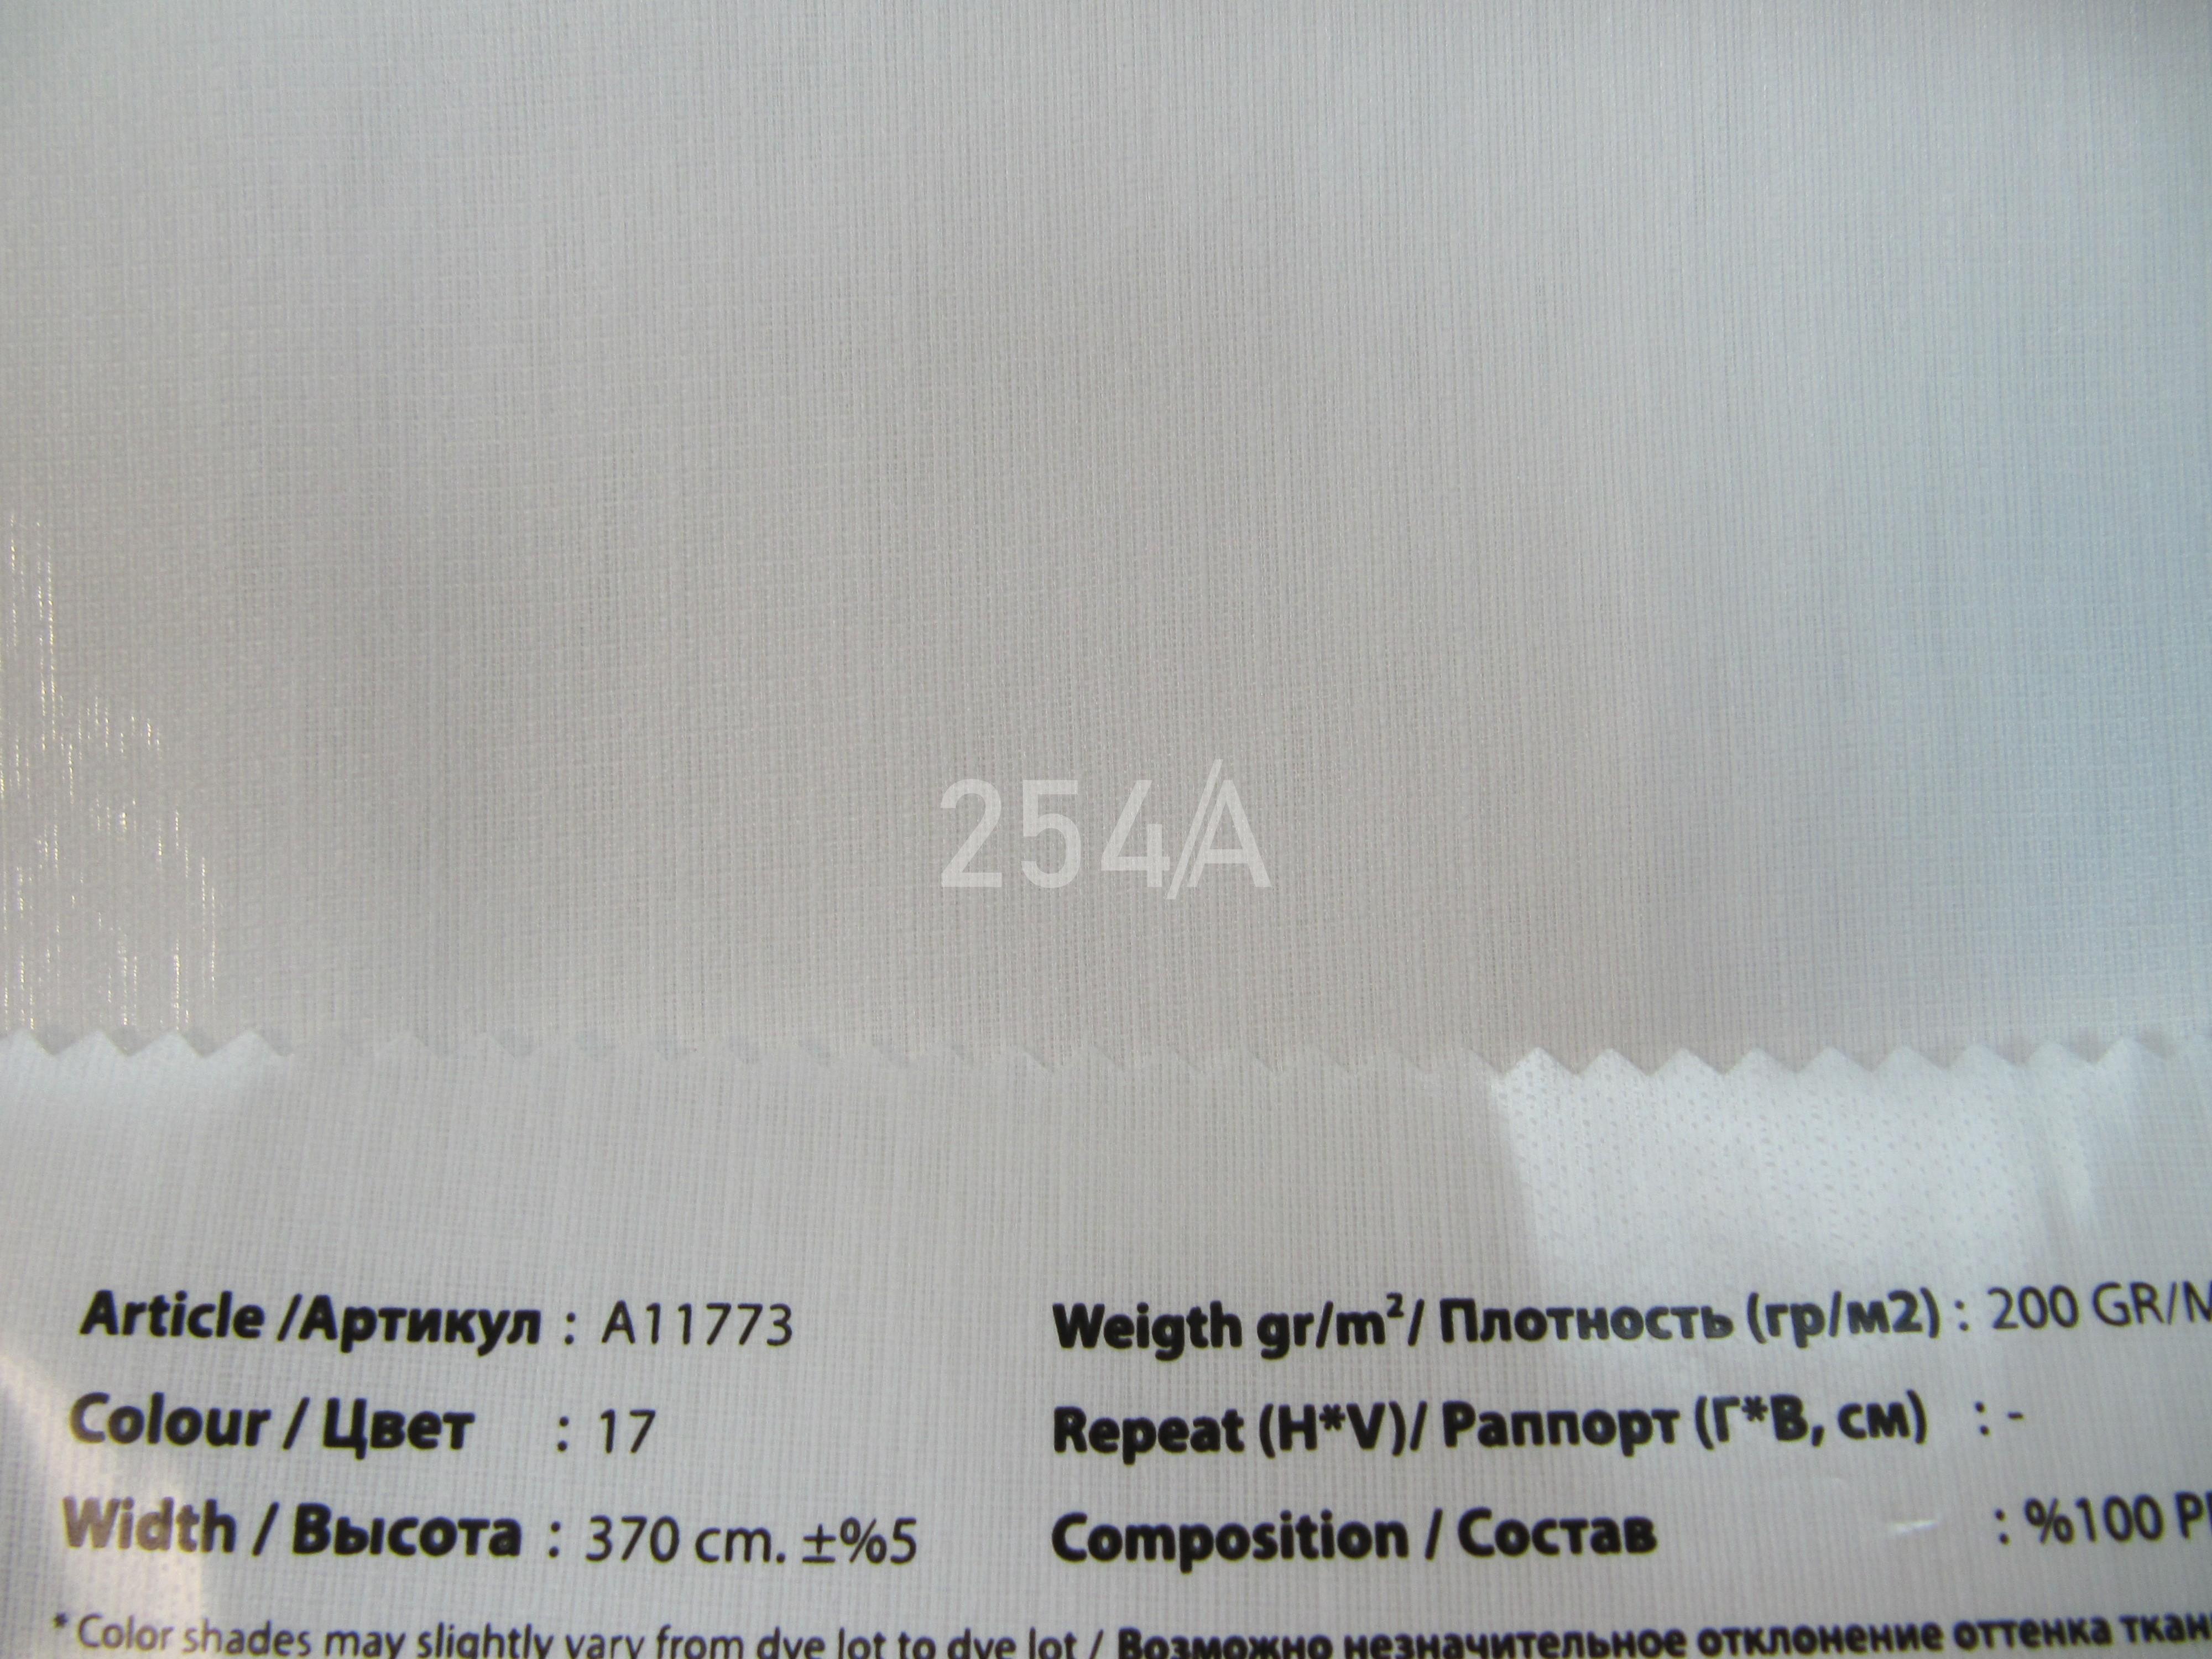 254/A
Article /Артикул : A11773
Weigth gr/m²/ Плотность (гр/м2) : 200 GR/M
Colour / Цвет : 17
Repeat (H*V)/ Раппорт (Г*В, см) : -
Width / Высота : 370 cm. ±%5
Composition / Состав : %100
* Color shades may slightly vary from dye lot to dye lot / Возможно незначительное отклонение оттенка